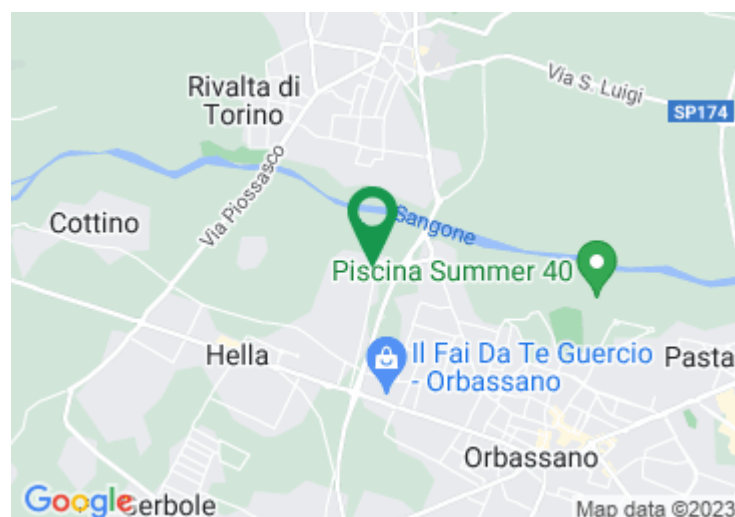 Rivalta di
Torino
Via S. Luigi
SP174
Via Piossasco
Cottino
Sangone
Piscina Summer 40
Hella
Il Fai Da Te Guercio
- Orbassano
Pasta
Orbassano
Google
Gerbole
Map data ©2023